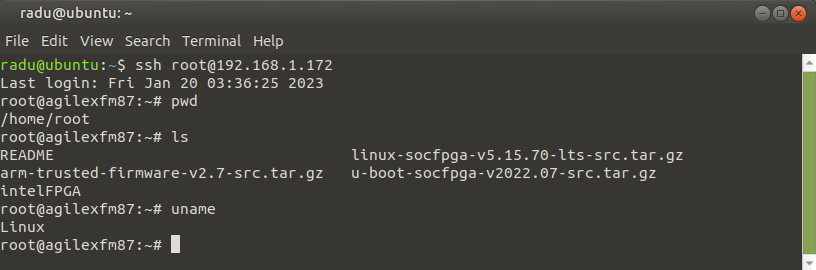 radu@ubuntu: ~
File Edit View Search Terminal Help
radu@ubuntu:~$ ssh root@192.168.1.172
Last login: Fri Jan 20 03:36:25 2023
root@agilexfm87:~# pwd
/home/root
root@agilexfm87:~# ls
README                               linux-socfpga-v5.15.70-lts-src.tar.gz
arm-trusted-firmware-v2.7-src.tar.gz   u-boot-socfpga-v2022.07-src.tar.gz
intelFPGA
root@agilexfm87:~# uname
Linux
root@agilexfm87:~#